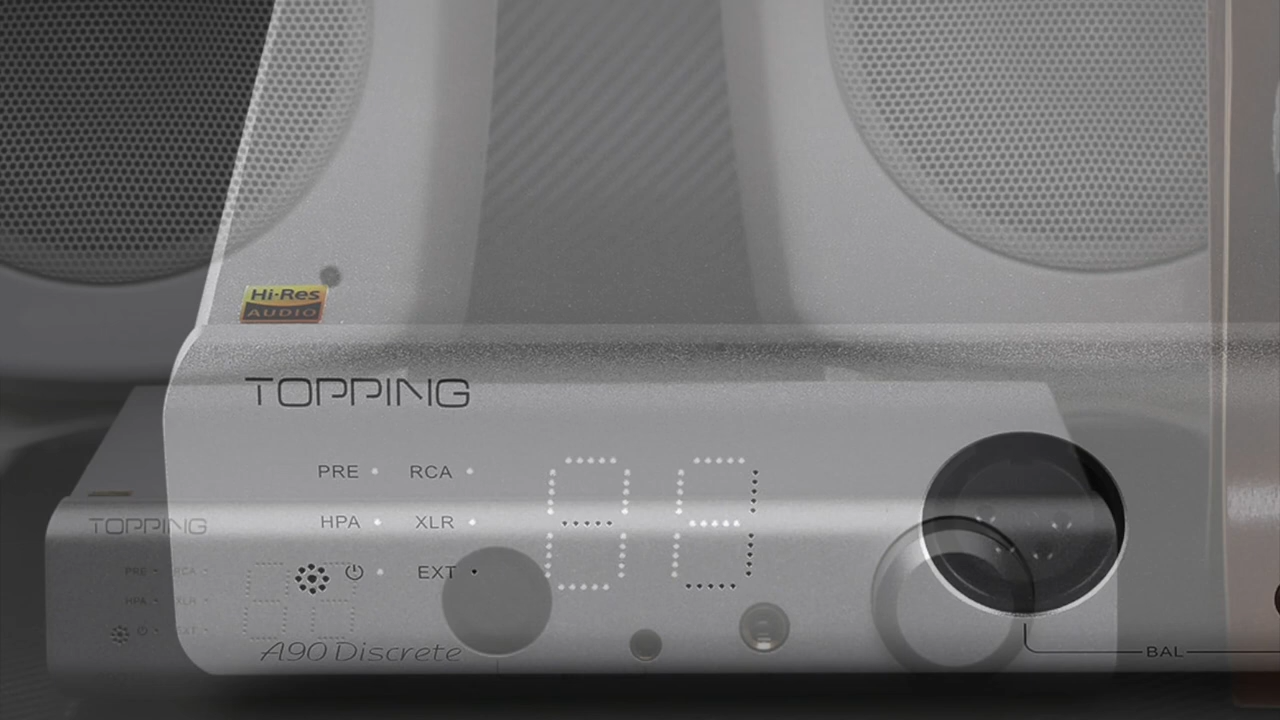 Hi-Res
AUDIO
TOPPING
PRE RCA
HPA XLR
EXT
A90 Discrete
BAL
TOPPING
PRE RCA
HPA XLR
EXT